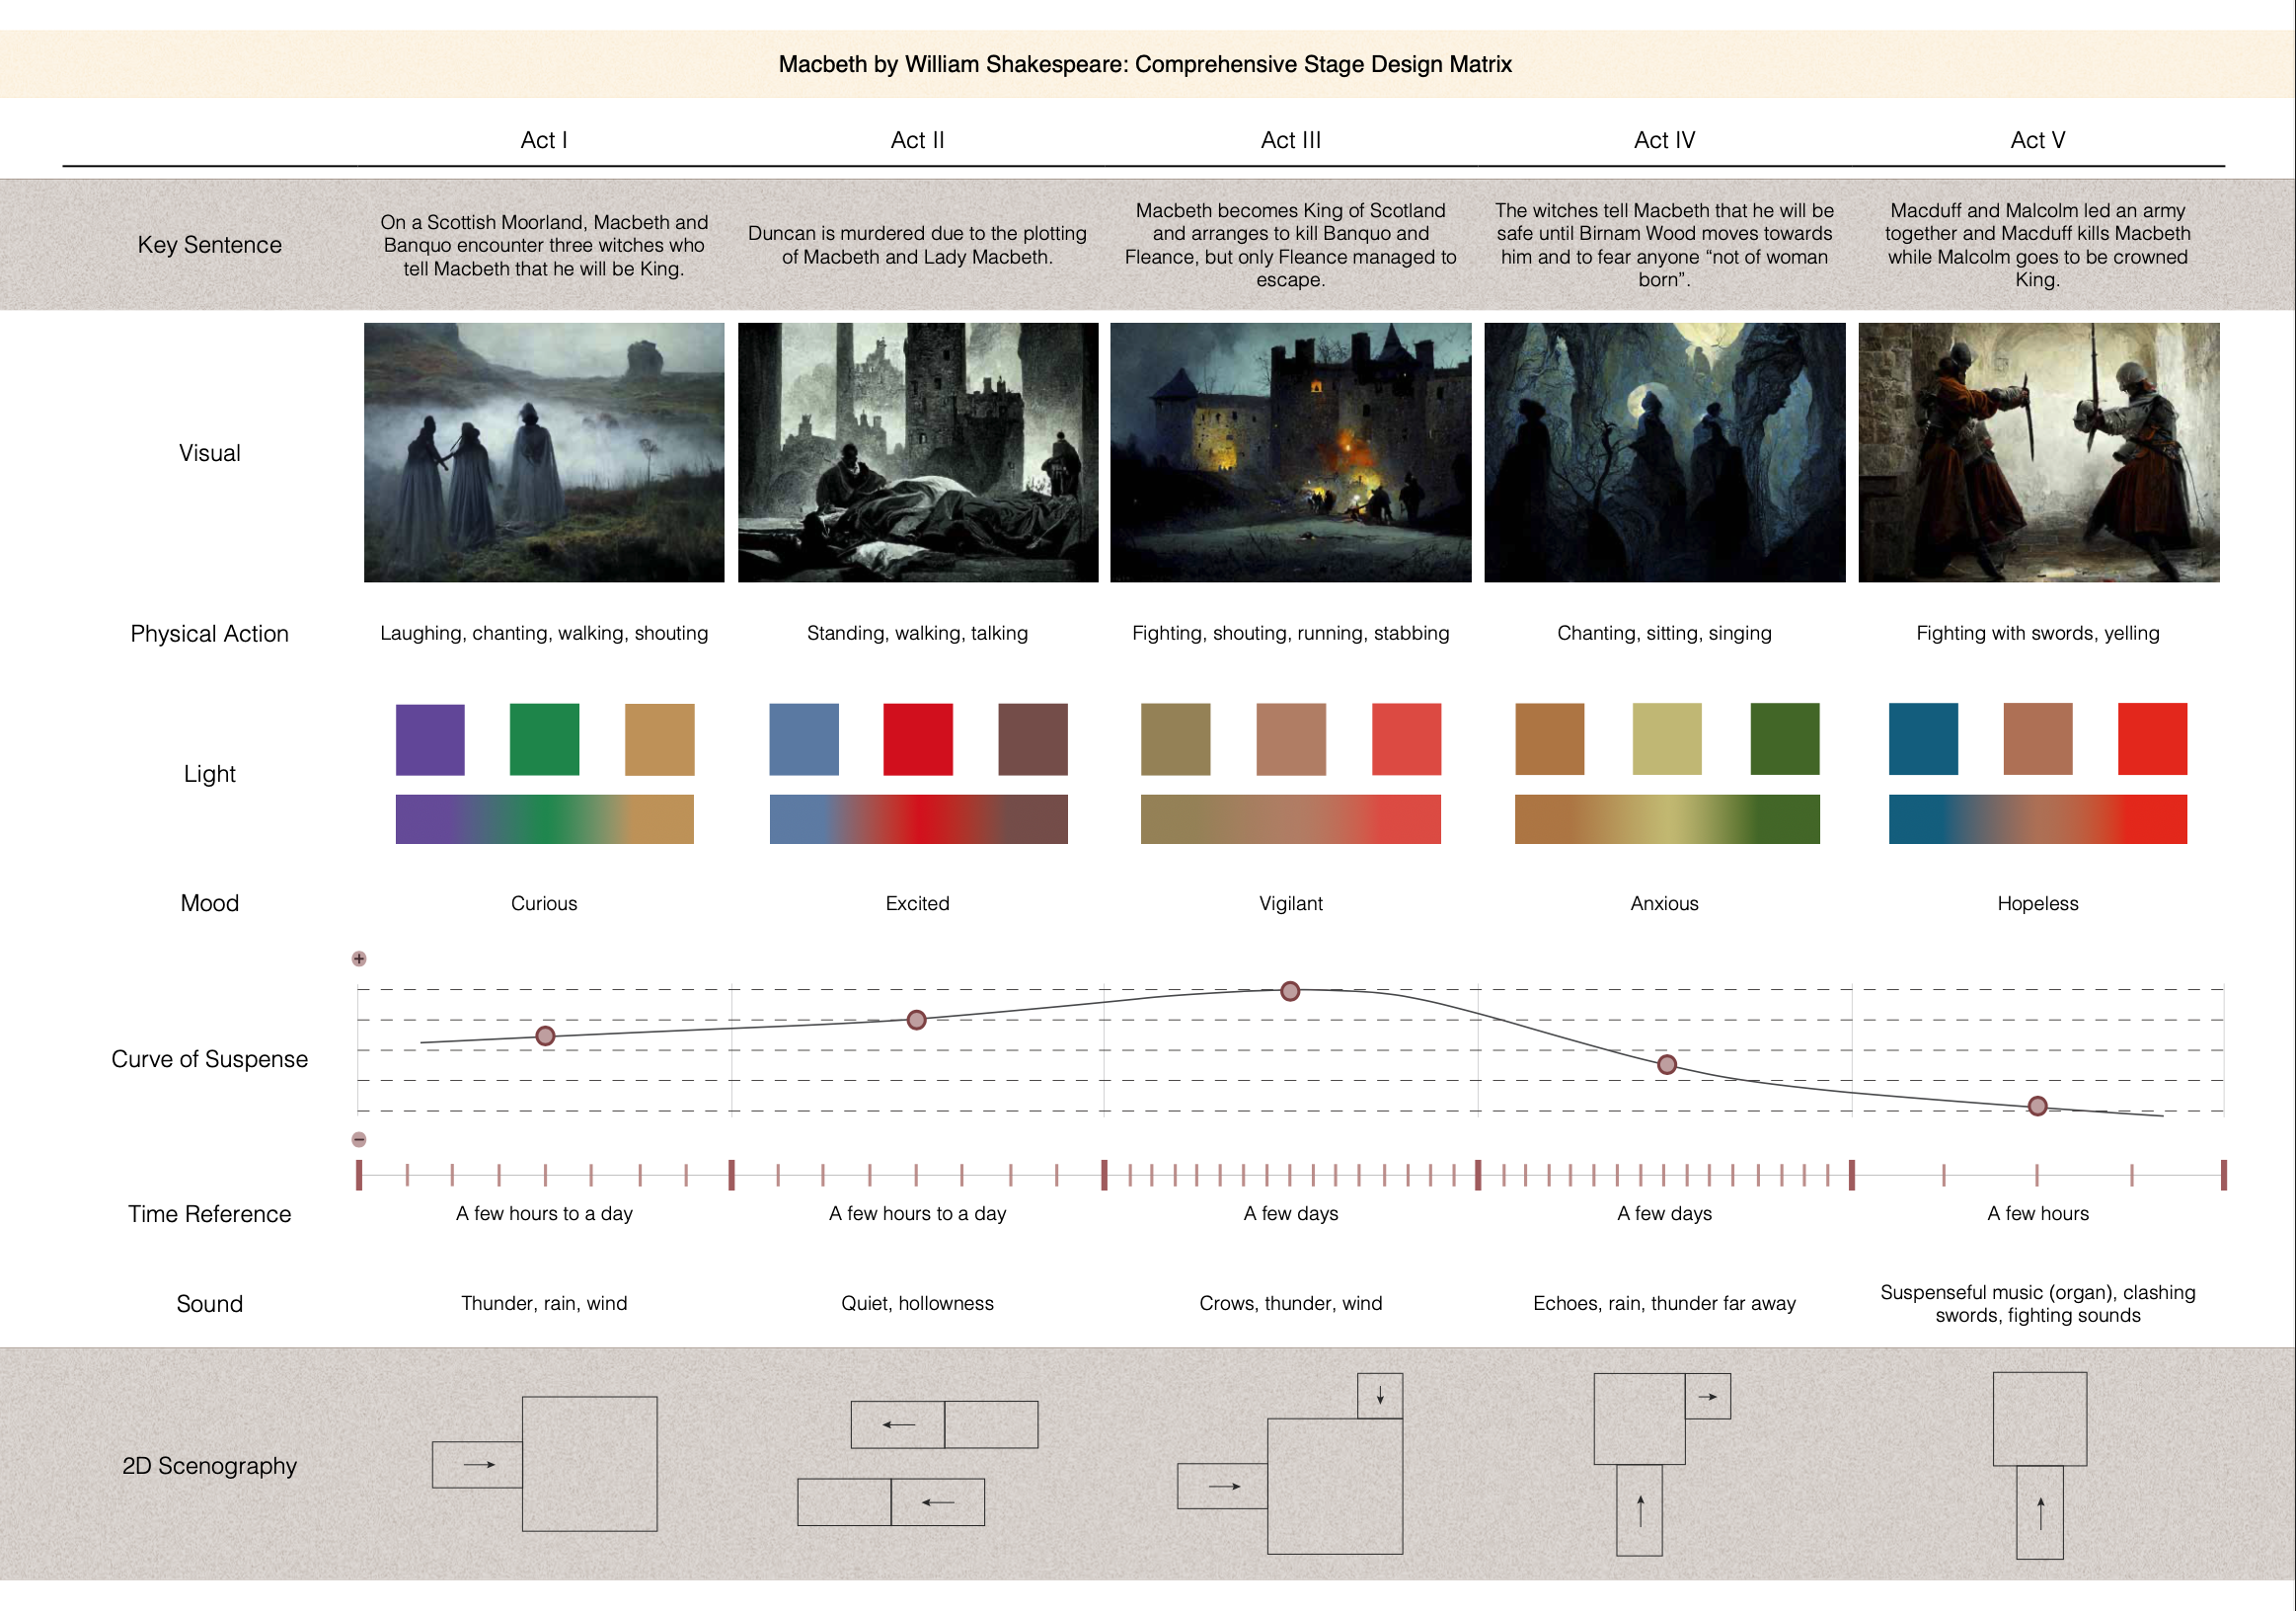 Macbeth by William Shakespeare: Comprehensive Stage Design Matrix
Act I
Act II
Act III
Act IV
Act V
Key Sentence
On a Scottish Moorland, Macbeth and
Banquo encounter three witches who
tell Macbeth that he will be King.
Duncan is murdered due to the plotting
of Macbeth and Lady Macbeth.
Macbeth becomes King of Scotland
and arranges to kill Banquo and
Fleance, but only Fleance managed to
escape.
The witches tell Macbeth that he will be
safe until Birnam Wood moves towards
him and to fear anyone “not of woman
born”.
Macduff and Malcolm led an army
together and Macduff kills Macbeth
while Malcolm goes to be crowned
King.
Visual
Physical Action
Laughing, chanting, walking, shouting
Standing, walking, talking
Fighting, shouting, running, stabbing
Chanting, sitting, singing
Fighting with swords, yelling
Light
Mood
Curious
Excited
Vigilant
Anxious
Hopeless
+
Curve of Suspense
−
Time Reference
A few hours to a day
A few hours to a day
A few days
A few days
A few hours
Sound
Thunder, rain, wind
Quiet, hollowness
Crows, thunder, wind
Echoes, rain, thunder far away
Suspenseful music (organ), clashing
swords, fighting sounds
2D Scenography